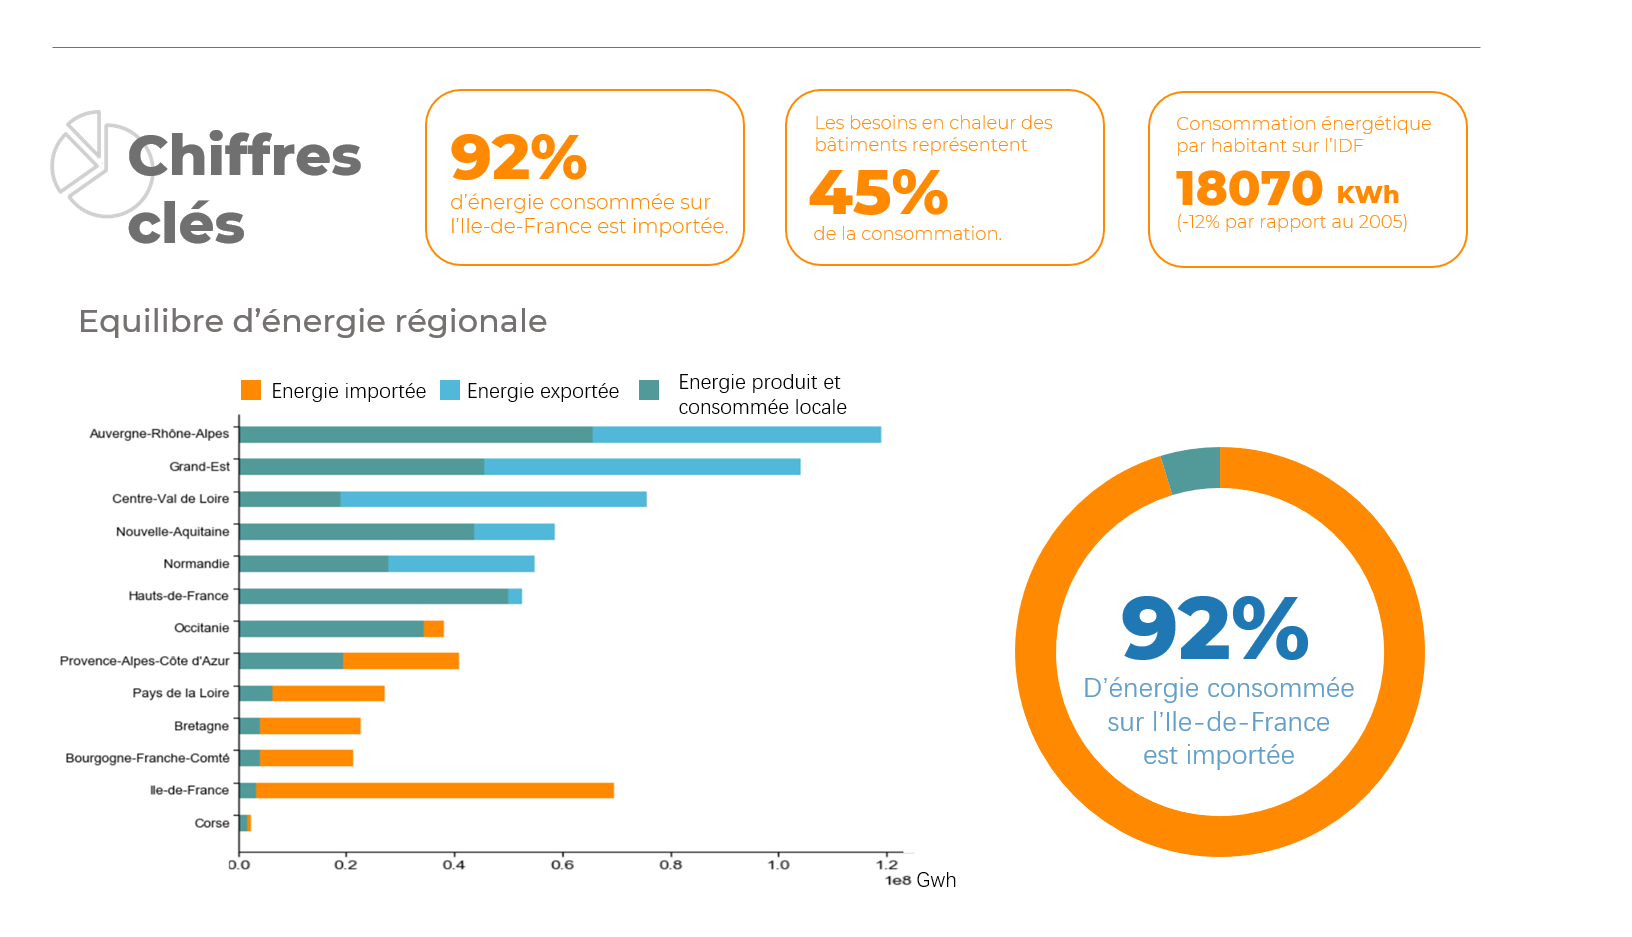 Chiffres
clés
92%
d’énergie consommée sur
l’Ile-de-France est importée.
Les besoins en chaleur des
bâtiments représentent
45%
de la consommation.
Consommation énergétique
par habitant sur l’IDF
18070 KWh
(-12% par rapport au 2005)
Equilibre d’énergie régionale
Energie importée
Energie exportée
Energie produit et
consommée locale
Auvergne-Rhône-Alpes
Grand-Est
Centre-Val de Loire
Nouvelle-Aquitaine
Normandie
Hauts-de-France
Occitanie
Provence-Alpes-Côte d'Azur
Pays de la Loire
Bretagne
Bourgogne-Franche-Comté
Ile-de-France
Corse
0.0 0.2 0.4 0.6 0.8 1.0 1.2
1e8 Gwh
92%
D’énergie consommée
sur l’Ile-de-France
est importée